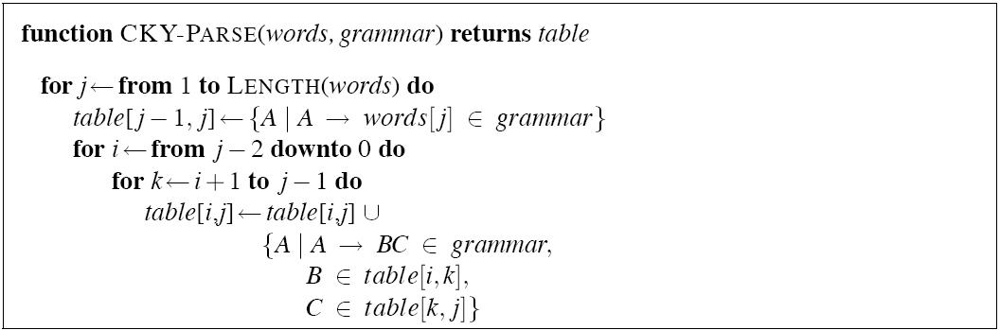 function CKY-PARSE(words, grammar) returns table
for j←from 1 to LENGTH(words) do
table[j − 1, j]←{A | A → words[j] ∈ grammar}
for i←from j − 2 downto 0 do
for k←i + 1 to j − 1 do
table[i,j]←table[i,j] ∪
{A | A → BC ∈ grammar,
B ∈ table[i,k],
C ∈ table[k, j]}